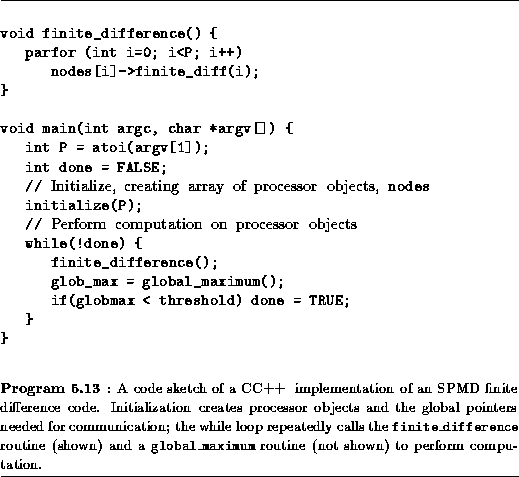 void finite_difference() {
parfor (int i=0; i<P; i++)
nodes[i]->finite_diff(i);
}
void main(int argc, char *argv[]) {
int P = atoi(argv[1]);
int done = FALSE;
// Initialize, creating array of processor objects, nodes
initialize(P);
// Perform computation on processor objects
while(!done) {
finite_difference();
glob_max = global_maximum();
if(globmax < threshold) done = TRUE;
}
}
Program 5.13 : A code sketch of a CC++ implementation of an SPMD finite
difference code. Initialization creates processor objects and the global pointers
needed for communication; the while loop repeatedly calls the finite_difference
routine (shown) and a global_maximum routine (not shown) to perform compu-
tation.